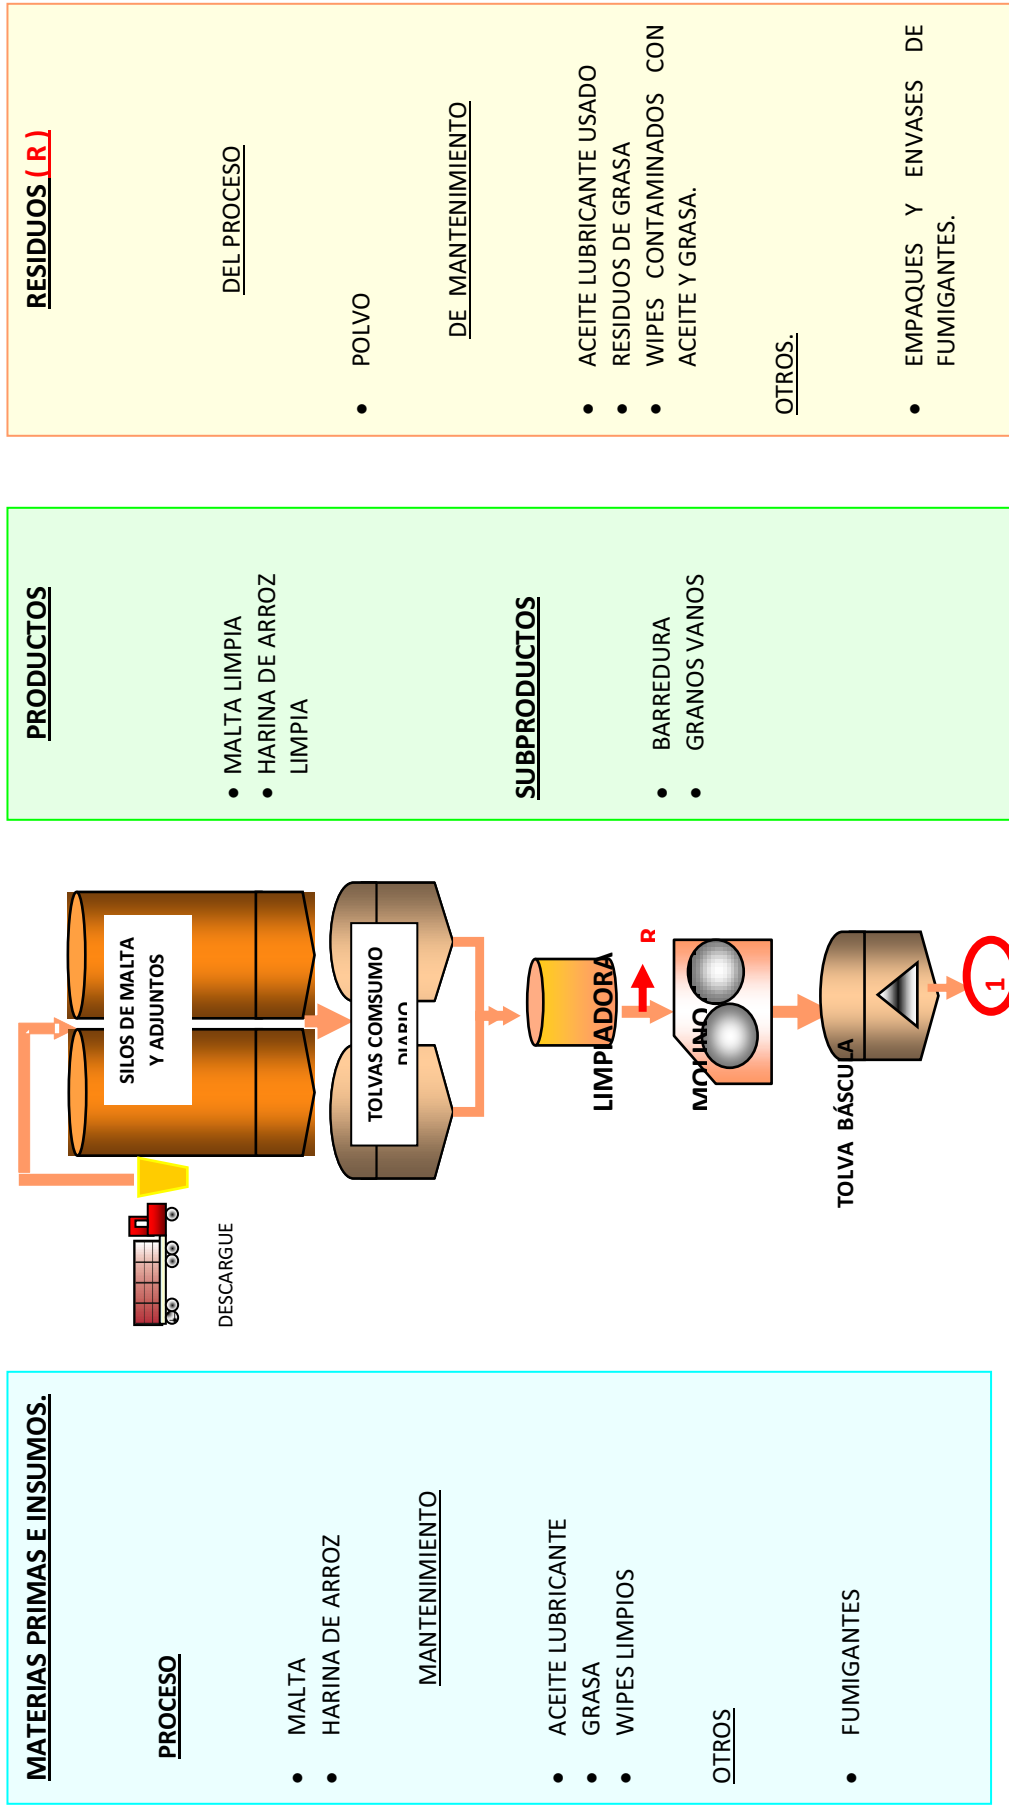 MATERIAS PRIMAS E INSUMOS.
PROCESO
• MALTA
• HARINA DE ARROZ
MANTENIMIENTO
• ACEITE LUBRICANTE
• GRASA
• WIPES LIMPIOS
OTROS
• FUMIGANTES
DESCARGUE
SILOS DE MALTA
Y ADJUNTOS
TOLVAS COMSUMO
DIARIO
LIMPIADORA
R
MOLINO
TOLVA BÁSCULA
1
PRODUCTOS
• MALTA LIMPIA
• HARINA DE ARROZ
LIMPIA
SUBPRODUCTOS
• BARREDURA
• GRANOS VANOS
RESIDUOS ( R )
DEL PROCESO
• POLVO
DE MANTENIMIENTO
• ACEITE LUBRICANTE USADO
• RESIDUOS DE GRASA
• WIPES CONTAMINADOS CON
ACEITE Y GRASA.
OTROS.
• EMPAQUES Y ENVASES DE
FUMIGANTES.